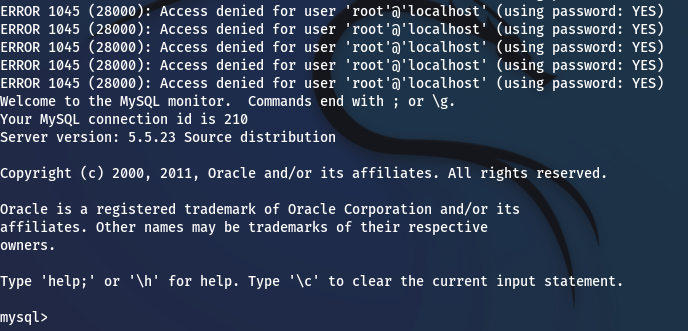 ERROR 1045 (28000): Access denied for user 'root'@'localhost' (using password: YES)
ERROR 1045 (28000): Access denied for user 'root'@'localhost' (using password: YES)
ERROR 1045 (28000): Access denied for user 'root'@'localhost' (using password: YES)
ERROR 1045 (28000): Access denied for user 'root'@'localhost' (using password: YES)
ERROR 1045 (28000): Access denied for user 'root'@'localhost' (using password: YES)
Welcome to the MySQL monitor.  Commands end with ; or \g.
Your MySQL connection id is 210
Server version: 5.5.23 Source distribution
Copyright (c) 2000, 2011, Oracle and/or its affiliates. All rights reserved.
Oracle is a registered trademark of Oracle Corporation and/or its
affiliates. Other names may be trademarks of their respective
owners.
Type 'help;' or '\h' for help. Type '\c' to clear the current input statement.
mysql>